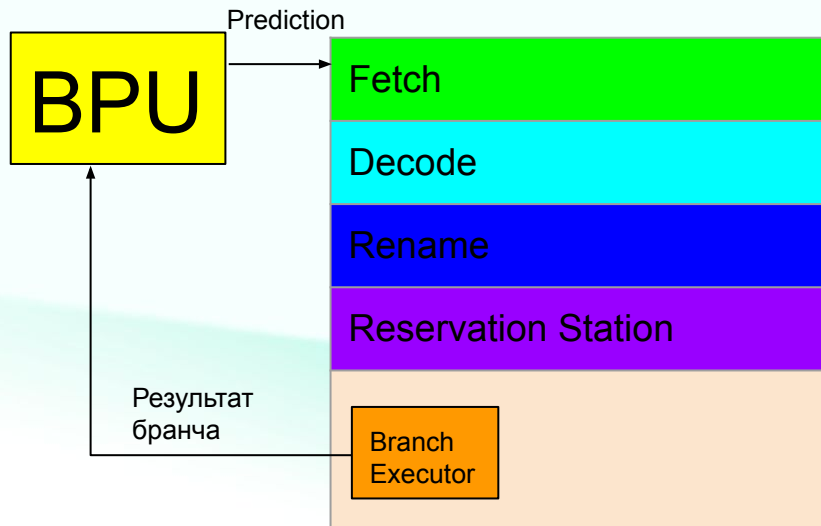 Prediction
BPU
Fetch
Decode
Rename
Reservation Station
Результат
бранча
Branch
Executor